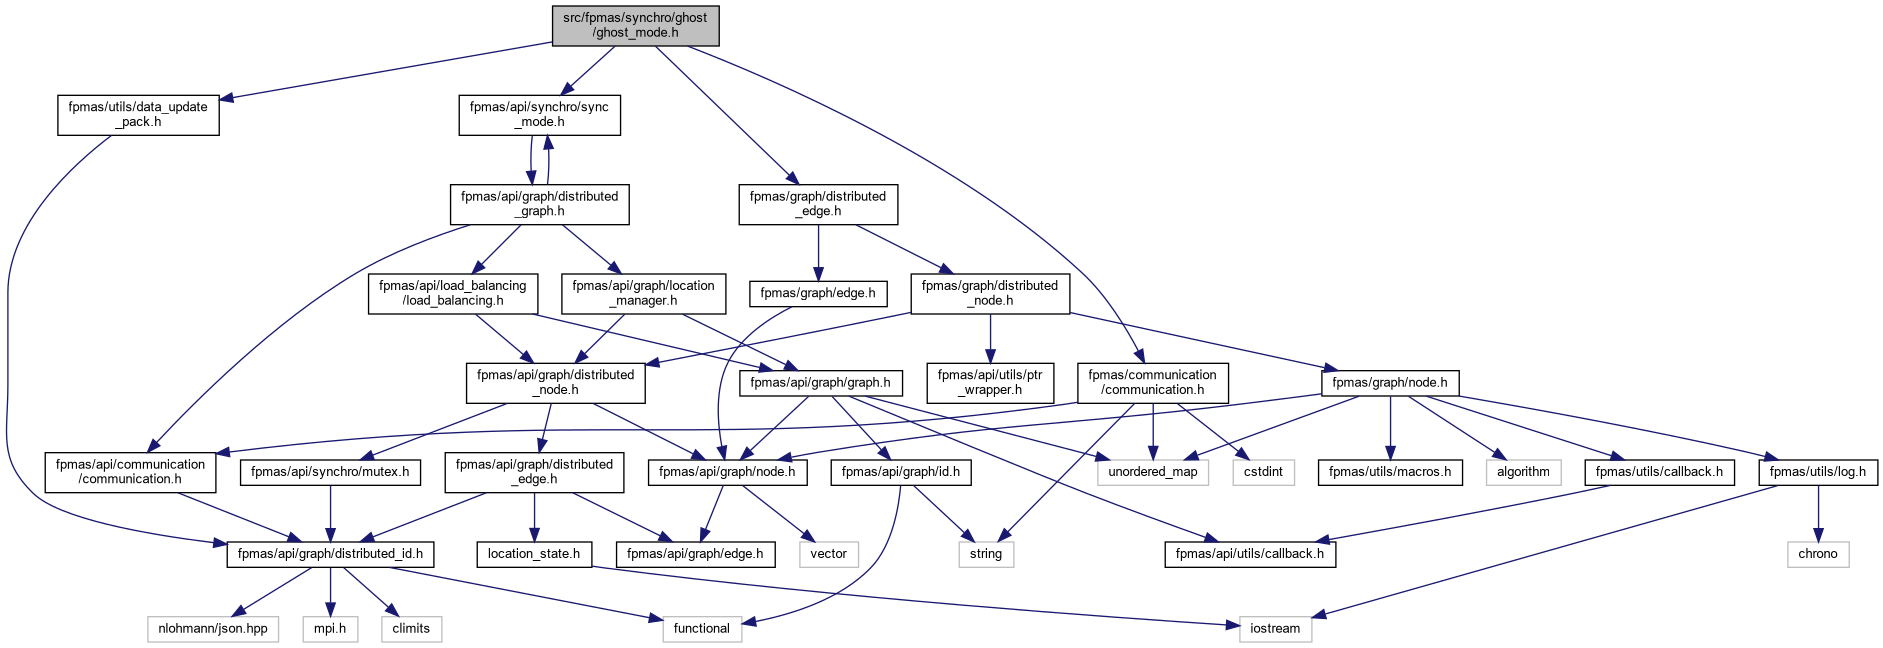 src/fpmas/synchro/ghost
/ghost_mode.h
fpmas/utils/data_update
_pack.h
fpmas/api/synchro/sync
_mode.h
fpmas/api/graph/distributed
_graph.h
fpmas/graph/distributed
_edge.h
fpmas/api/load_balancing
/load_balancing.h
fpmas/api/graph/location
_manager.h
fpmas/graph/edge.h
fpmas/graph/distributed
_node.h
fpmas/api/graph/distributed
_node.h
fpmas/api/graph/graph.h
fpmas/api/utils/ptr
_wrapper.h
fpmas/communication
/communication.h
fpmas/graph/node.h
fpmas/api/communication
/communication.h
fpmas/api/synchro/mutex.h
fpmas/api/graph/distributed
_edge.h
fpmas/api/graph/node.h
fpmas/api/graph/id.h
unordered_map
cstdint
fpmas/utils/macros.h
algorithm
fpmas/utils/callback.h
fpmas/utils/log.h
fpmas/api/graph/distributed_id.h
location_state.h
fpmas/api/graph/edge.h
vector
string
fpmas/api/utils/callback.h
chrono
nlohmann/json.hpp
mpi.h
climits
functional
iostream